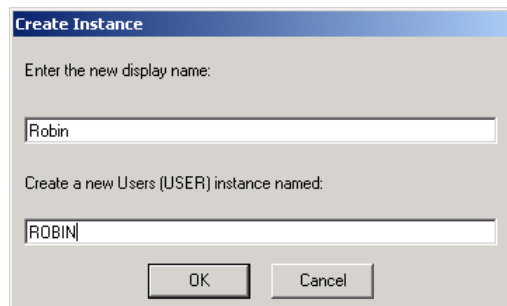 Create Instance
Enter the new display name:
Robin
Create a new Users (USER) instance named:
ROBIN
OK Cancel